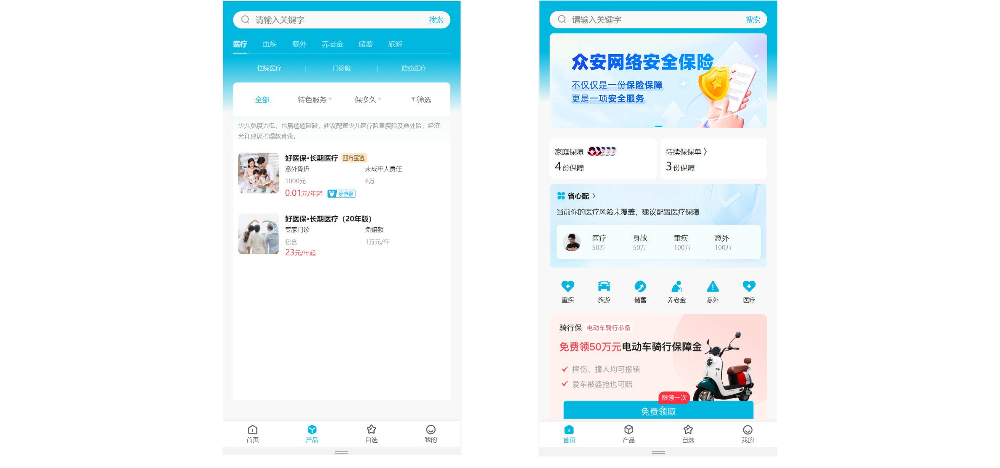 请输入关键字 搜索
医疗 重疾 意外 养老金 储蓄 旅游
住院医疗 门诊险 防癌医疗
全部 特色服务 保多久 筛选
少儿免疫力低，也易磕磕碰碰，建议配置少儿医疗险重疾险及意外险，经济
允许建议考虑教育金。
好医保·长期医疗 四方金选
意外骨折 未成年人责任
1000元 6万
0.01元/年起 安心赔
好医保·长期医疗（20年版）
专家门诊 免赔额
包含 1万元/年
23元/年起
首页 产品 自选 我的
请输入关键字 搜索
众安网络安全保险
不仅仅是一份保险保障
更是一项安全服务
家庭保障
4份保障
待续保保单
3份保障
省心配
当前你的医疗风险未覆盖，建议配置医疗保障
医疗 身故 重疾 意外
50万 50万 100万 100万
重疾 旅游 储蓄 养老金 意外 医疗
骑行保 电动车骑行必备
免费领50万元电动车骑行保障金
摔伤、撞人均可报销
爱车被盗抢也可赔
限领一次
免费领取
首页 产品 自选 我的